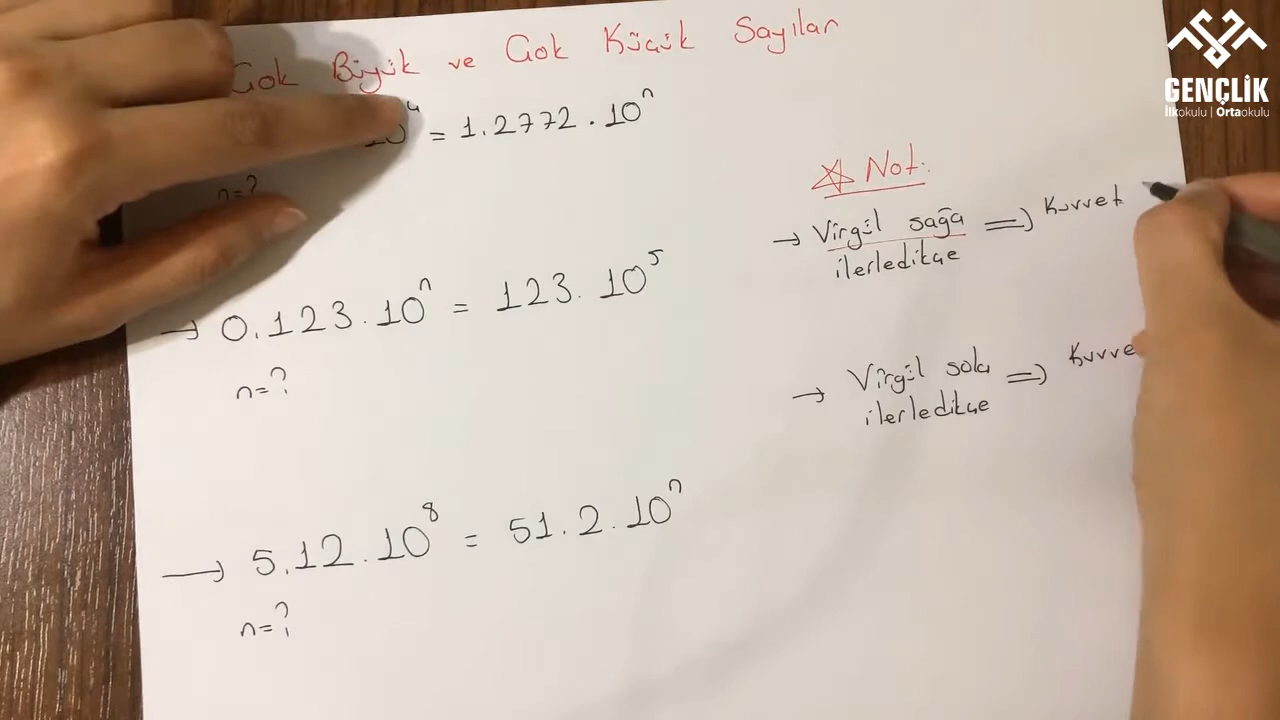 Çok Büyük ve Çok Küçük Sayılar
10⁴ = 1.2772 . 10ⁿ
n=?
→ 0.123 . 10ⁿ = 123 . 10⁵
n=?
→ 5.12 . 10⁸ = 51.2 . 10ⁿ
n=?
☆ Not:
→ Virgül sağa ⇒ Kuvvet
ilerledikçe
→ Virgül sola ⇒ Kuvve
ilerledikçe
GENÇLİK
İlkokulu | Ortaokulu